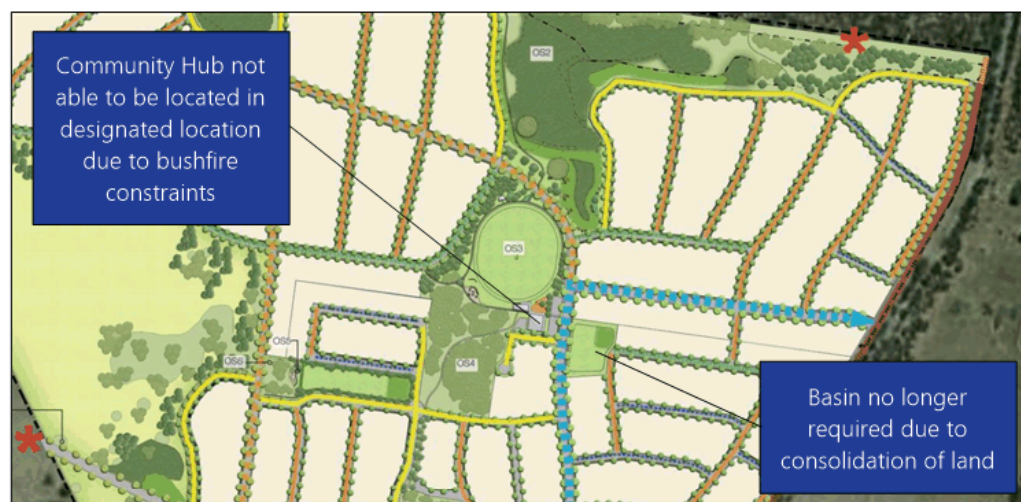 Community Hub not
able to be located in
designated location
due to bushfire
constraints
OS2
OS3
OS5
OS6
OS4
Basin no longer
required due to
consolidation of land